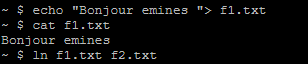 ~ $ echo "Bonjour emines "> f1.txt
~ $ cat f1.txt
Bonjour emines
~ $ ln f1.txt f2.txt